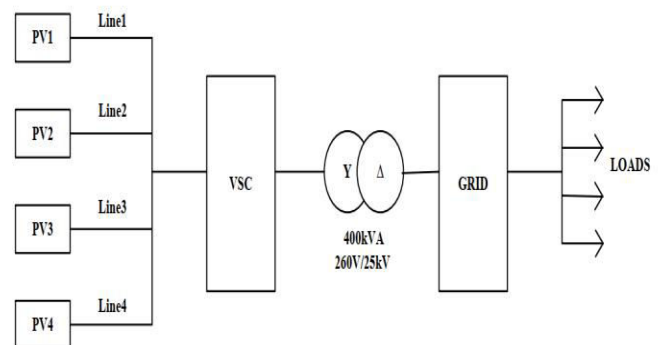 PV1
Line1
PV2
Line2
PV3
Line3
PV4
Line4
VSC
Y
Δ
400kVA
260V/25kV
GRID
LOADS